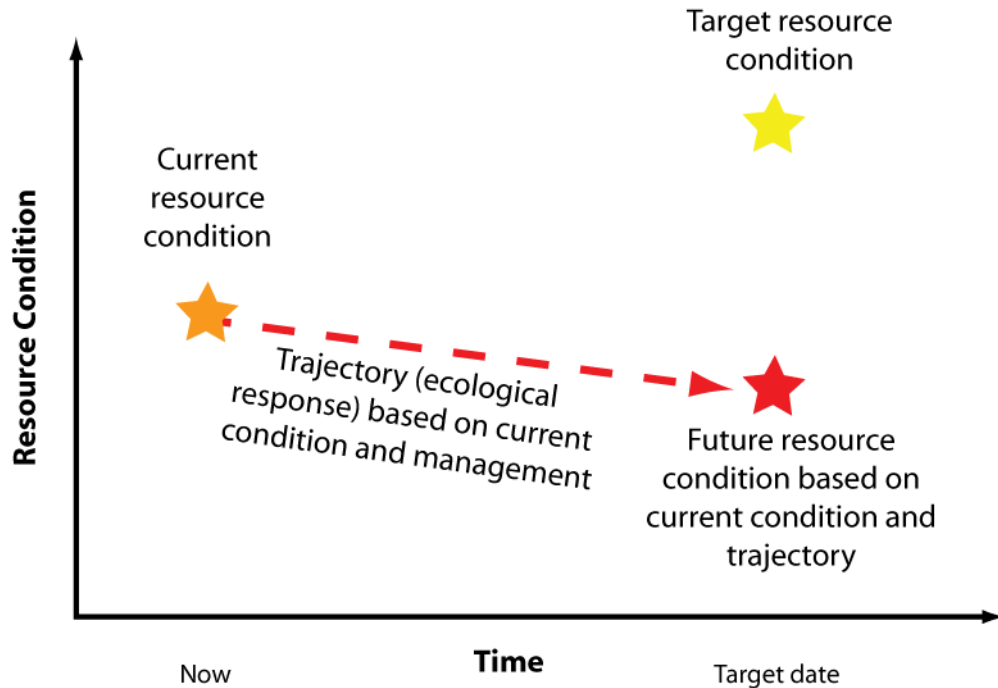 Target resource
condition
Current
resource
condition
Resource Condition
Trajectory (ecological
response) based on current
condition and management
Future resource
condition based on
current condition and
trajectory
Now
Time
Target date